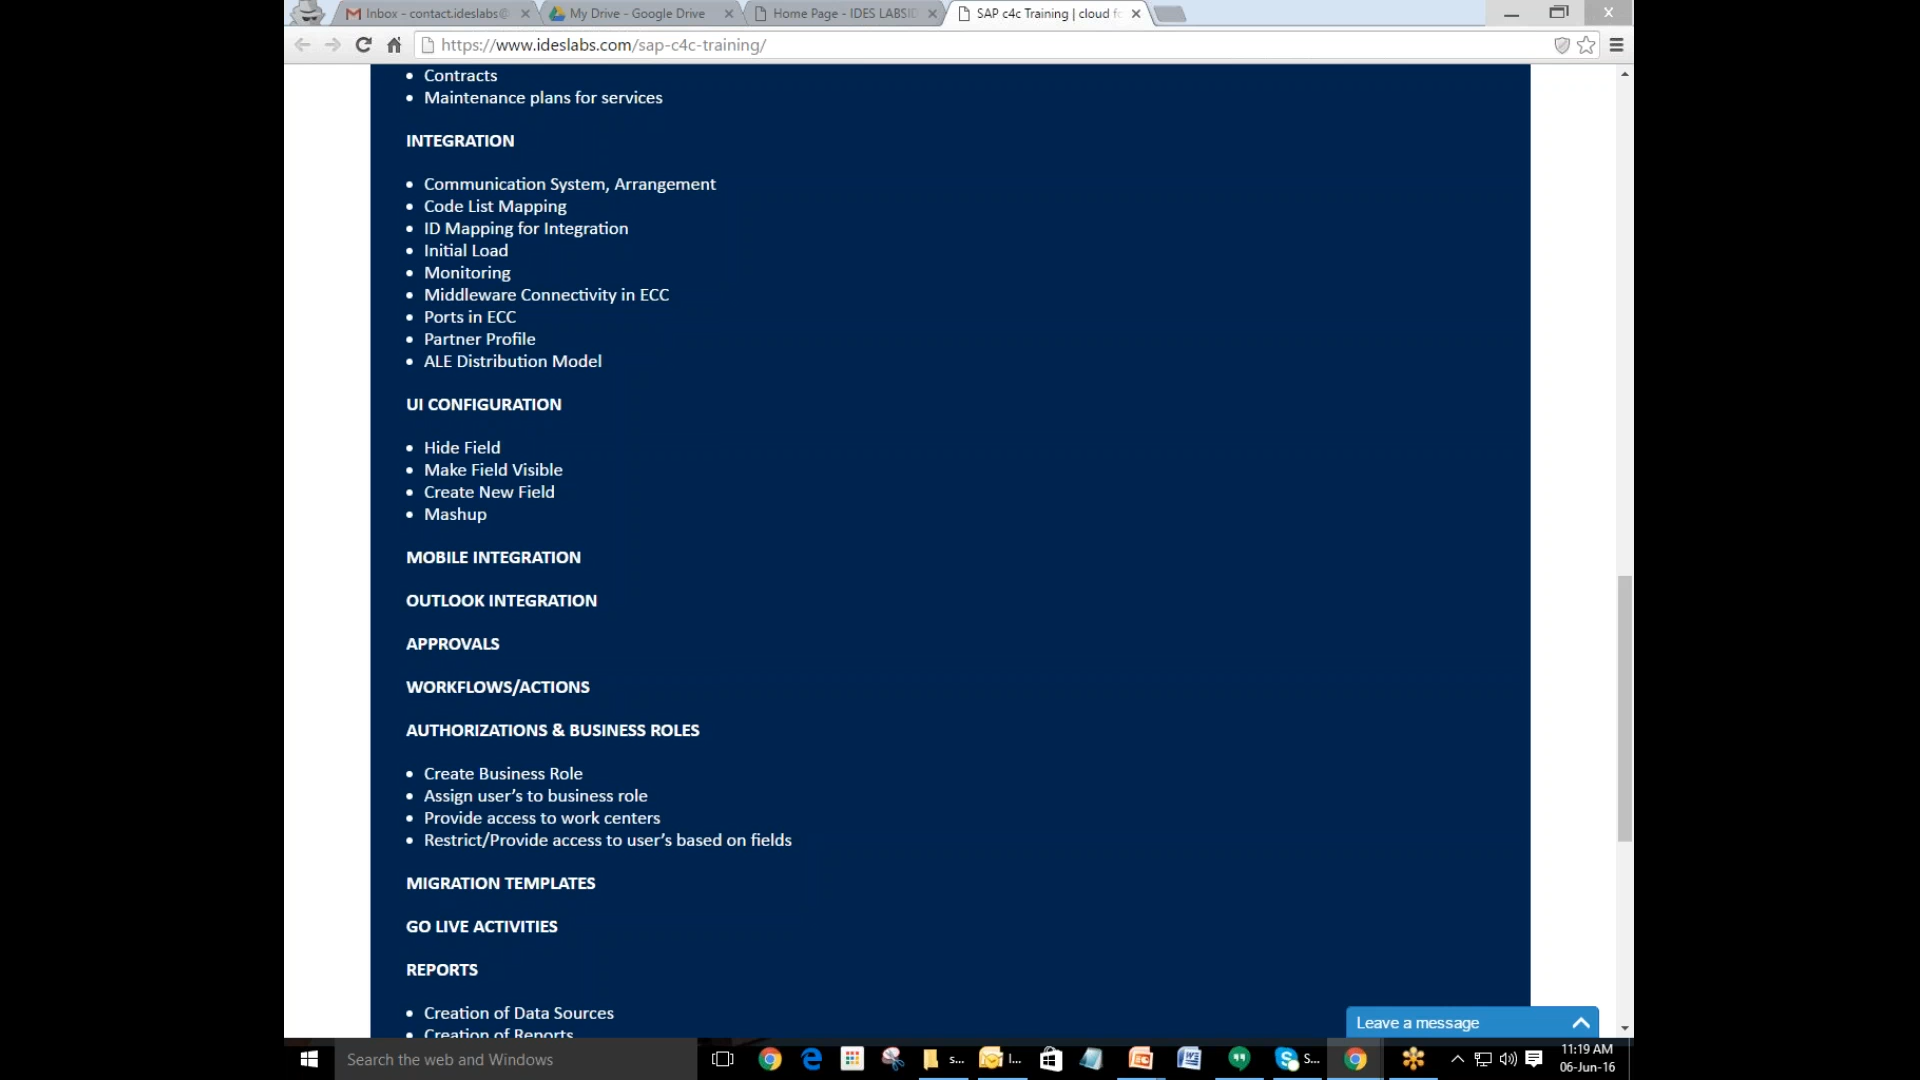 Inbox - contact.ideslabs@
My Drive - Google Drive
Home Page - IDES LABSID
SAP c4c Training | cloud fo
https://www.ideslabs.com/sap-c4c-training/
• Contracts
• Maintenance plans for services
INTEGRATION
• Communication System, Arrangement
• Code List Mapping
• ID Mapping for Integration
• Initial Load
• Monitoring
• Middleware Connectivity in ECC
• Ports in ECC
• Partner Profile
• ALE Distribution Model
UI CONFIGURATION
• Hide Field
• Make Field Visible
• Create New Field
• Mashup
MOBILE INTEGRATION
OUTLOOK INTEGRATION
APPROVALS
WORKFLOWS/ACTIONS
AUTHORIZATIONS & BUSINESS ROLES
• Create Business Role
• Assign user’s to business role
• Provide access to work centers
• Restrict/Provide access to user’s based on fields
MIGRATION TEMPLATES
GO LIVE ACTIVITIES
REPORTS
• Creation of Data Sources
• Creation of Reports
Leave a message
Search the web and Windows
s...
I...
S...
11:19 AM
06-Jun-16